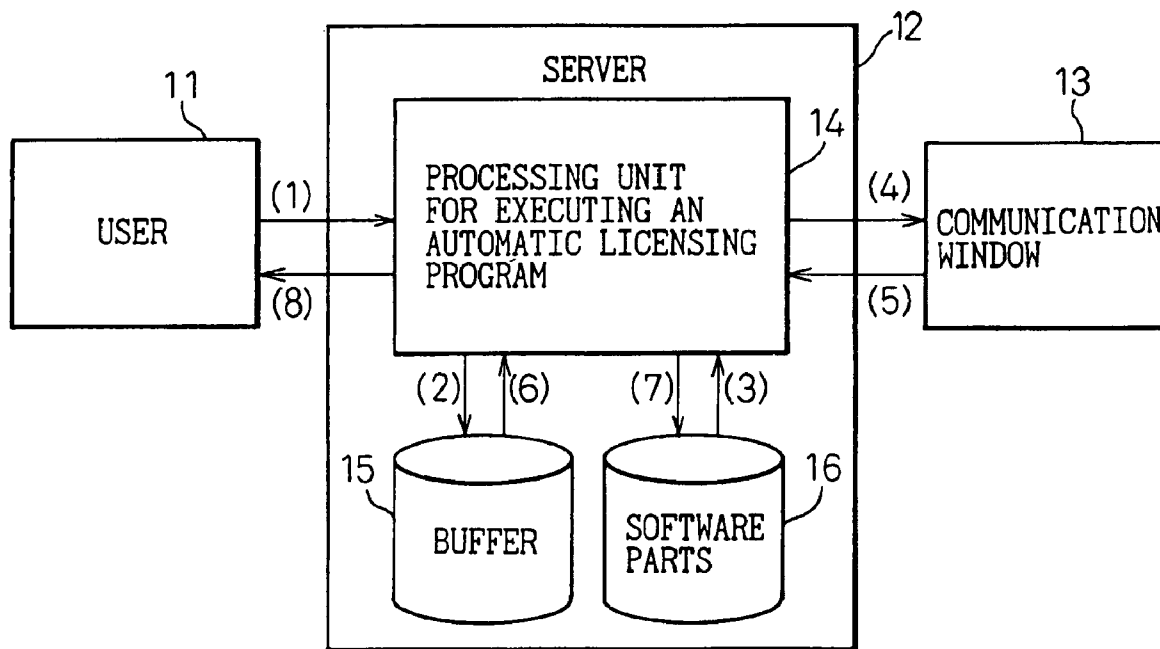 12
SERVER
11
13
14
PROCESSING UNIT
FOR EXECUTING AN
AUTOMATIC LICENSING
PROGRAM
(1)
(4)
USER
COMMUNICATION
WINDOW
(8)
(5)
(2)
(6)
(7)
(3)
15
16
BUFFER
SOFTWARE
PARTS